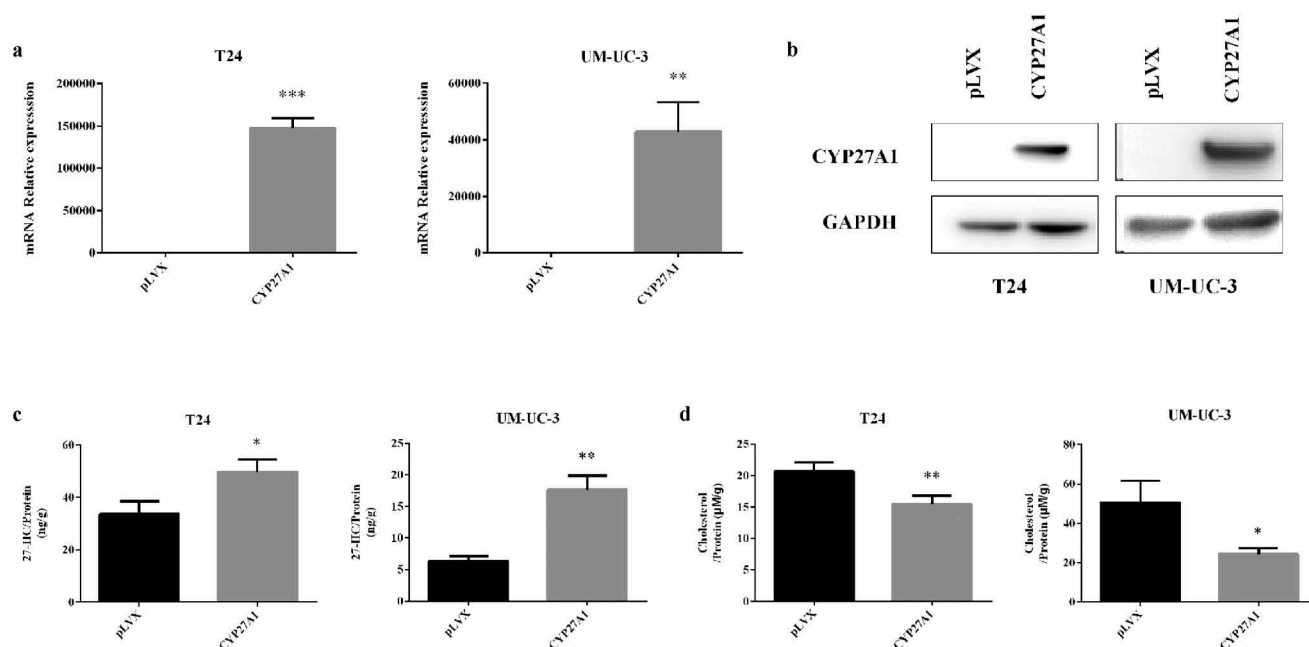 a
T24
mRNA Relative expresssion
200000
150000
100000
50000
0
***
pLVX
CYP27A1
UM-UC-3
mRNA Relative expression
60000
40000
20000
0
**
pLVX
CYP27A1
b
pLVX
CYP27A1
pLVX
CYP27A1
CYP27A1
GAPDH
T24
UM-UC-3
c
T24
27-HC/Protein
(ng/g)
60
40
20
0
*
pLVX
CYP27A1
UM-UC-3
27-HC/Protein
(ng/g)
25
20
15
10
5
0
**
pLVX
CYP27A1
d
T24
Cholesterol
/Protein (μM/g)
25
20
15
10
5
0
**
pLVX
CYP27A1
UM-UC-3
Cholesterol
/Protein (μM/g)
80
60
40
20
0
*
pLVX
CYP27A1